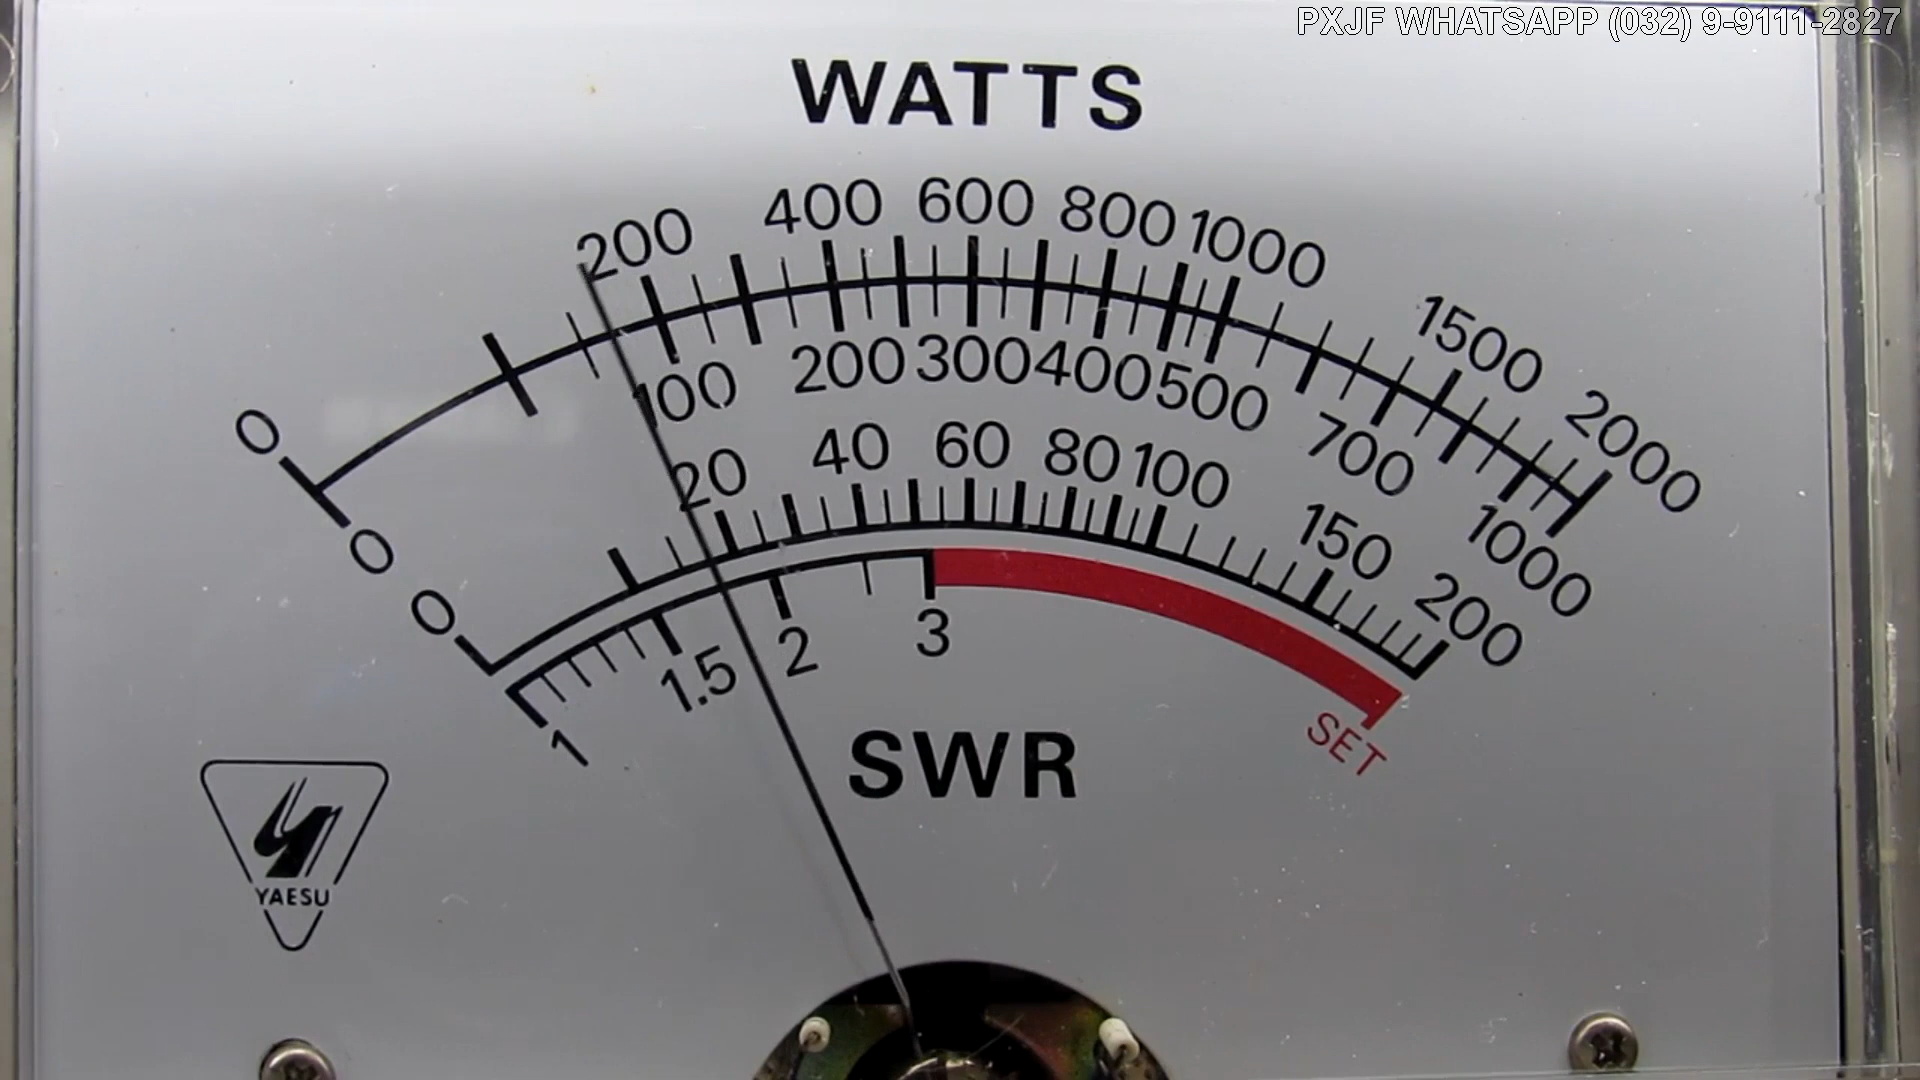 PXJF WHATSAPP (032) 9-9111-2827
WATTS
0 200 400 600 800 1000 1500 2000
0 100 200 300 400 500 700 1000
0 20 40 60 80 100 150 200
1 1.5 2 3 SET
SWR
YAESU